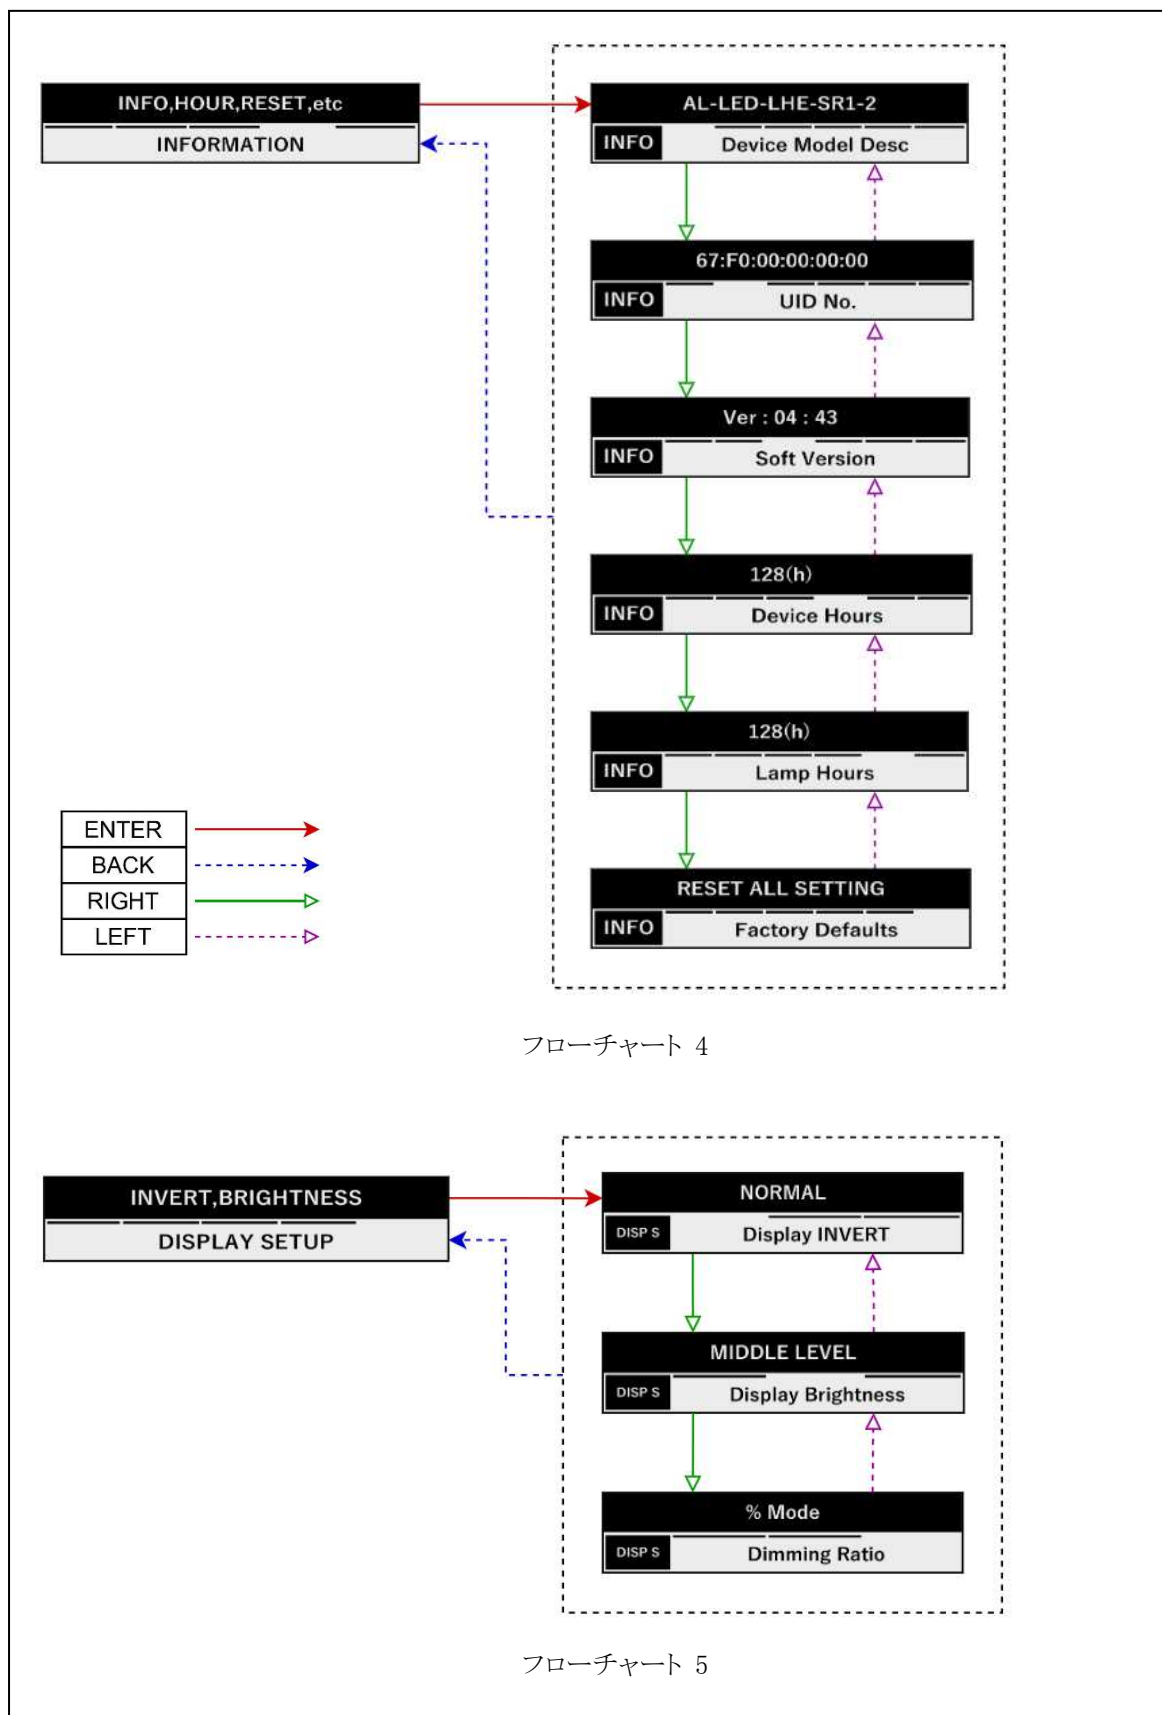 INFO,HOUR,RESET,etc
INFORMATION
AL-LED-LHE-SR1-2
INFO Device Model Desc
67:F0:00:00:00:00
INFO UID No.
Ver : 04 : 43
INFO Soft Version
128(h)
INFO Device Hours
128(h)
INFO Lamp Hours
RESET ALL SETTING
INFO Factory Defaults
ENTER
BACK
RIGHT
LEFT
フローチャート 4
INVERT,BRIGHTNESS
DISPLAY SETUP
NORMAL
DISP S Display INVERT
MIDDLE LEVEL
DISP S Display Brightness
% Mode
DISP S Dimming Ratio
フローチャート 5